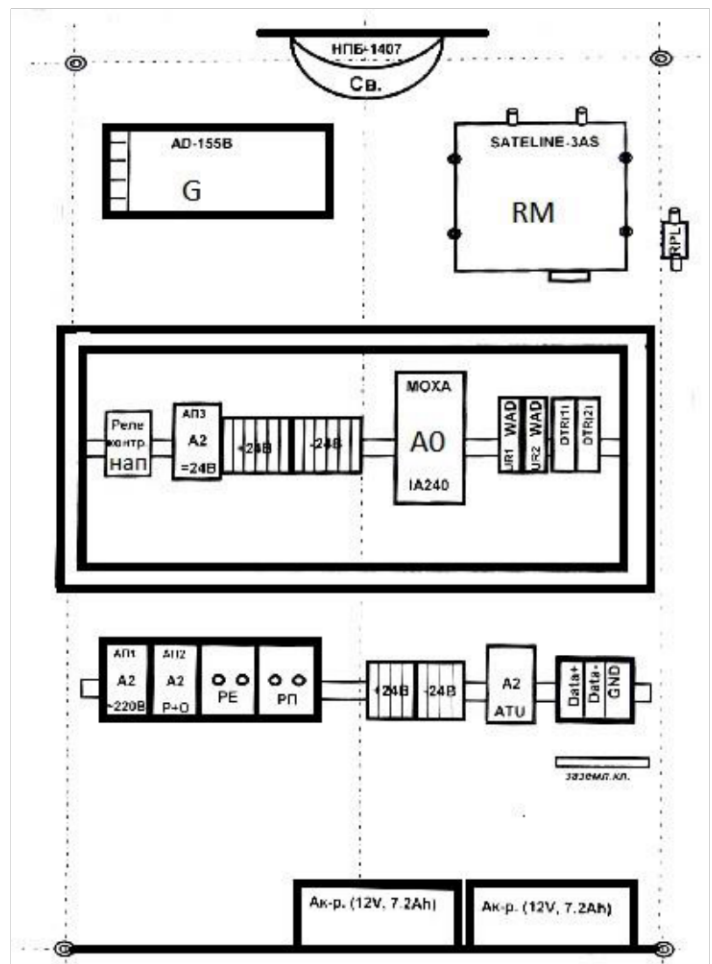 НПБ-1407
Св.
AD-155B
G
SATELINE-3AS
RM
RPL
Реле
контр.
нап
АП3
A2
=24В
+24В
-24В
MOXA
A0
IA240
UR1 WAD
UR2 WAD
DTR(1)
DTR(2)
АП1
A2
~220В
АП2
A2
Р+О
РЕ
РП
+24В
-24В
A2
ATU
Data+
Data-
GND
заземл.кл.
Ак-р. (12V, 7.2Ah)
Ак-р. (12V, 7.2Ah)